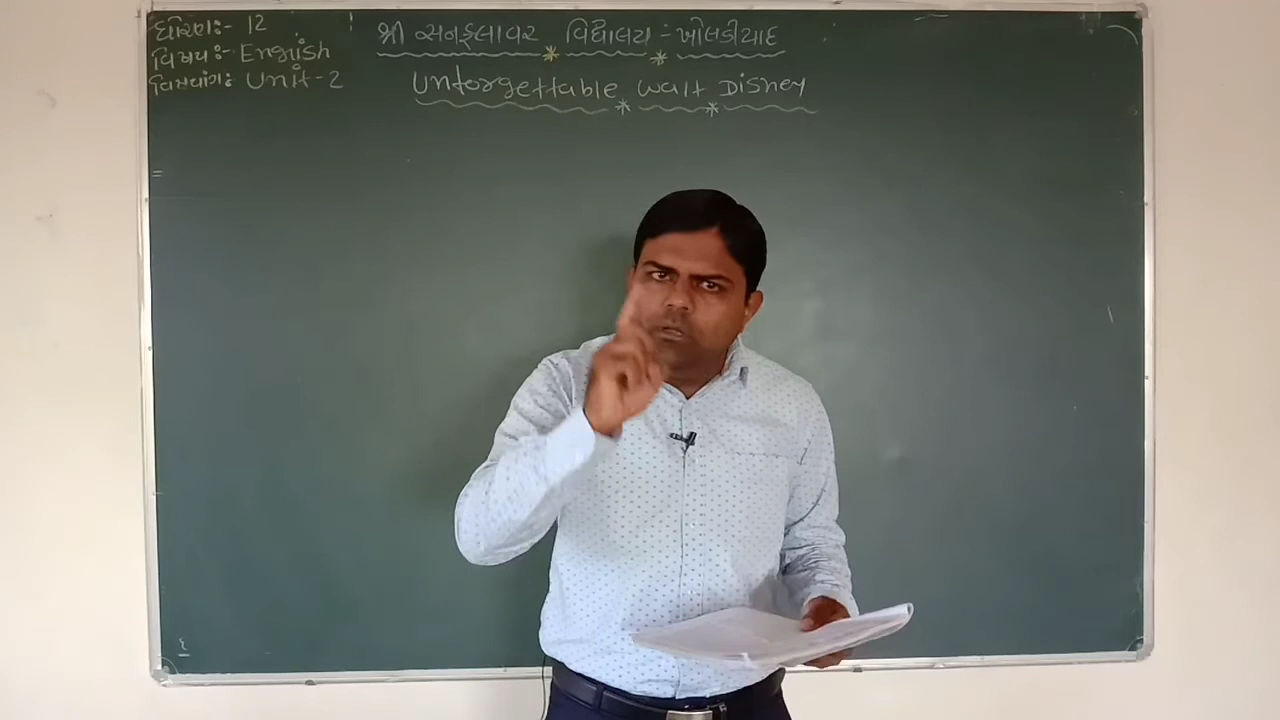 ધોરણ:- 12
વિષય:- English
વિષયાંગ: Unit-2
શ્રી સનફ્લાવર વિદ્યાલય - ખોલડીયાદ
Unforgettable Walt Disney